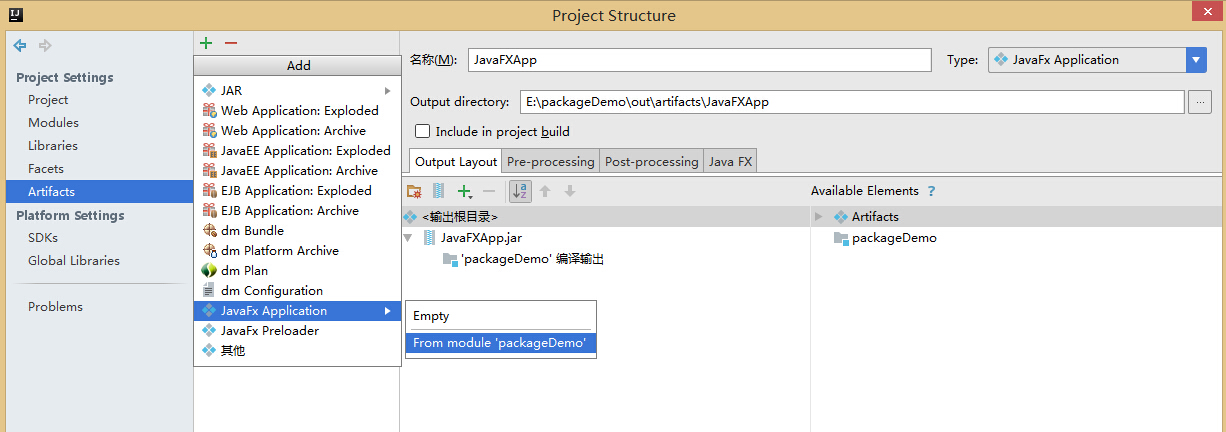 Project Structure
Project Settings
Project
Modules
Libraries
Facets
Artifacts
Platform Settings
SDKs
Global Libraries
Problems
Add
JAR
Web Application: Exploded
Web Application: Archive
JavaEE Application: Exploded
JavaEE Application: Archive
EJB Application: Exploded
EJB Application: Archive
dm Bundle
dm Platform Archive
dm Plan
dm Configuration
JavaFx Application
JavaFx Preloader
其他
Empty
From module 'packageDemo'
名称(M): JavaFXApp Type: JavaFx Application
Output directory: E:\packageDemo\out\artifacts\JavaFXApp ...
Include in project build
Output Layout Pre-processing Post-processing Java FX
Available Elements ?
<输出根目录>
JavaFXApp.jar
'packageDemo' 编译输出
Artifacts
packageDemo